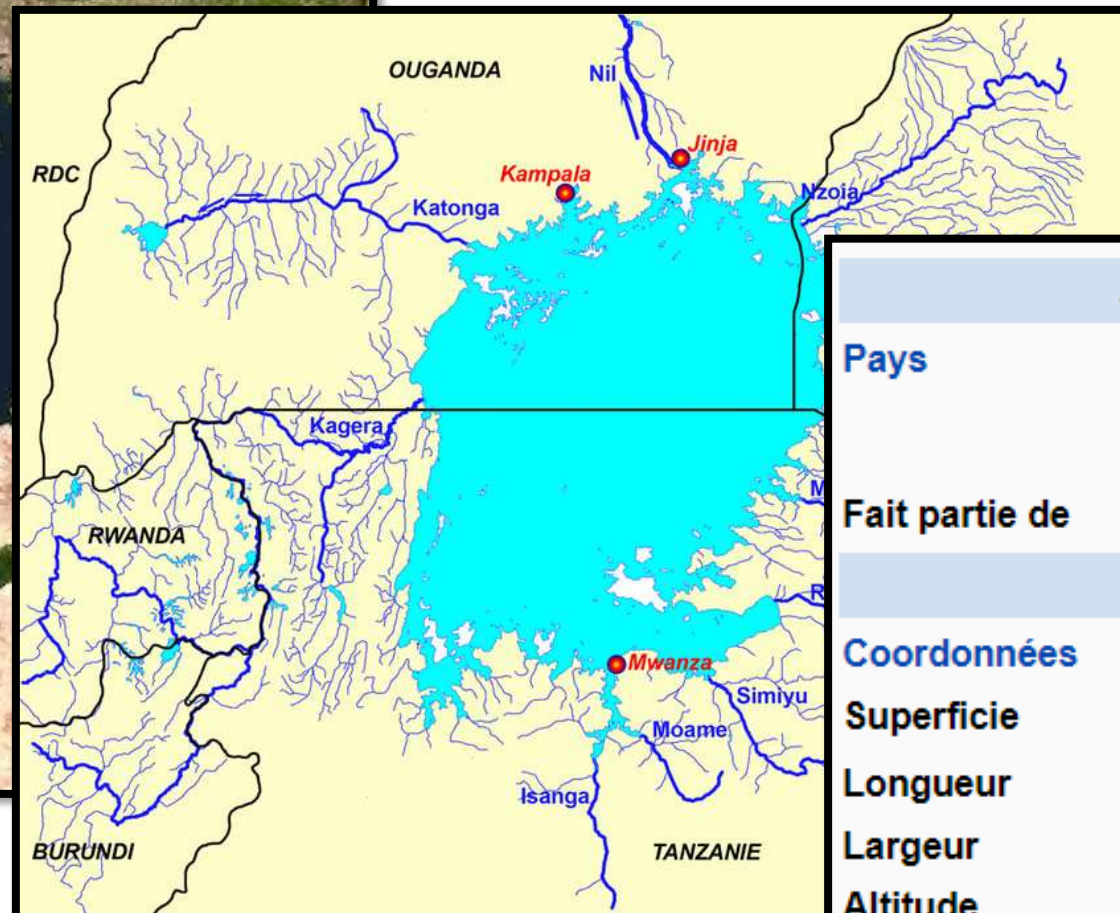 OUGANDA
Nil
Jinja
RDC
Kampala
Nzoia
Katonga
Kagera
RWANDA
M
R
Mwanza
Simiyu
Moame
Isanga
BURUNDI
TANZANIE
Pays
Fait partie de
Coordonnées
Superficie
Longueur
Largeur
Altitude